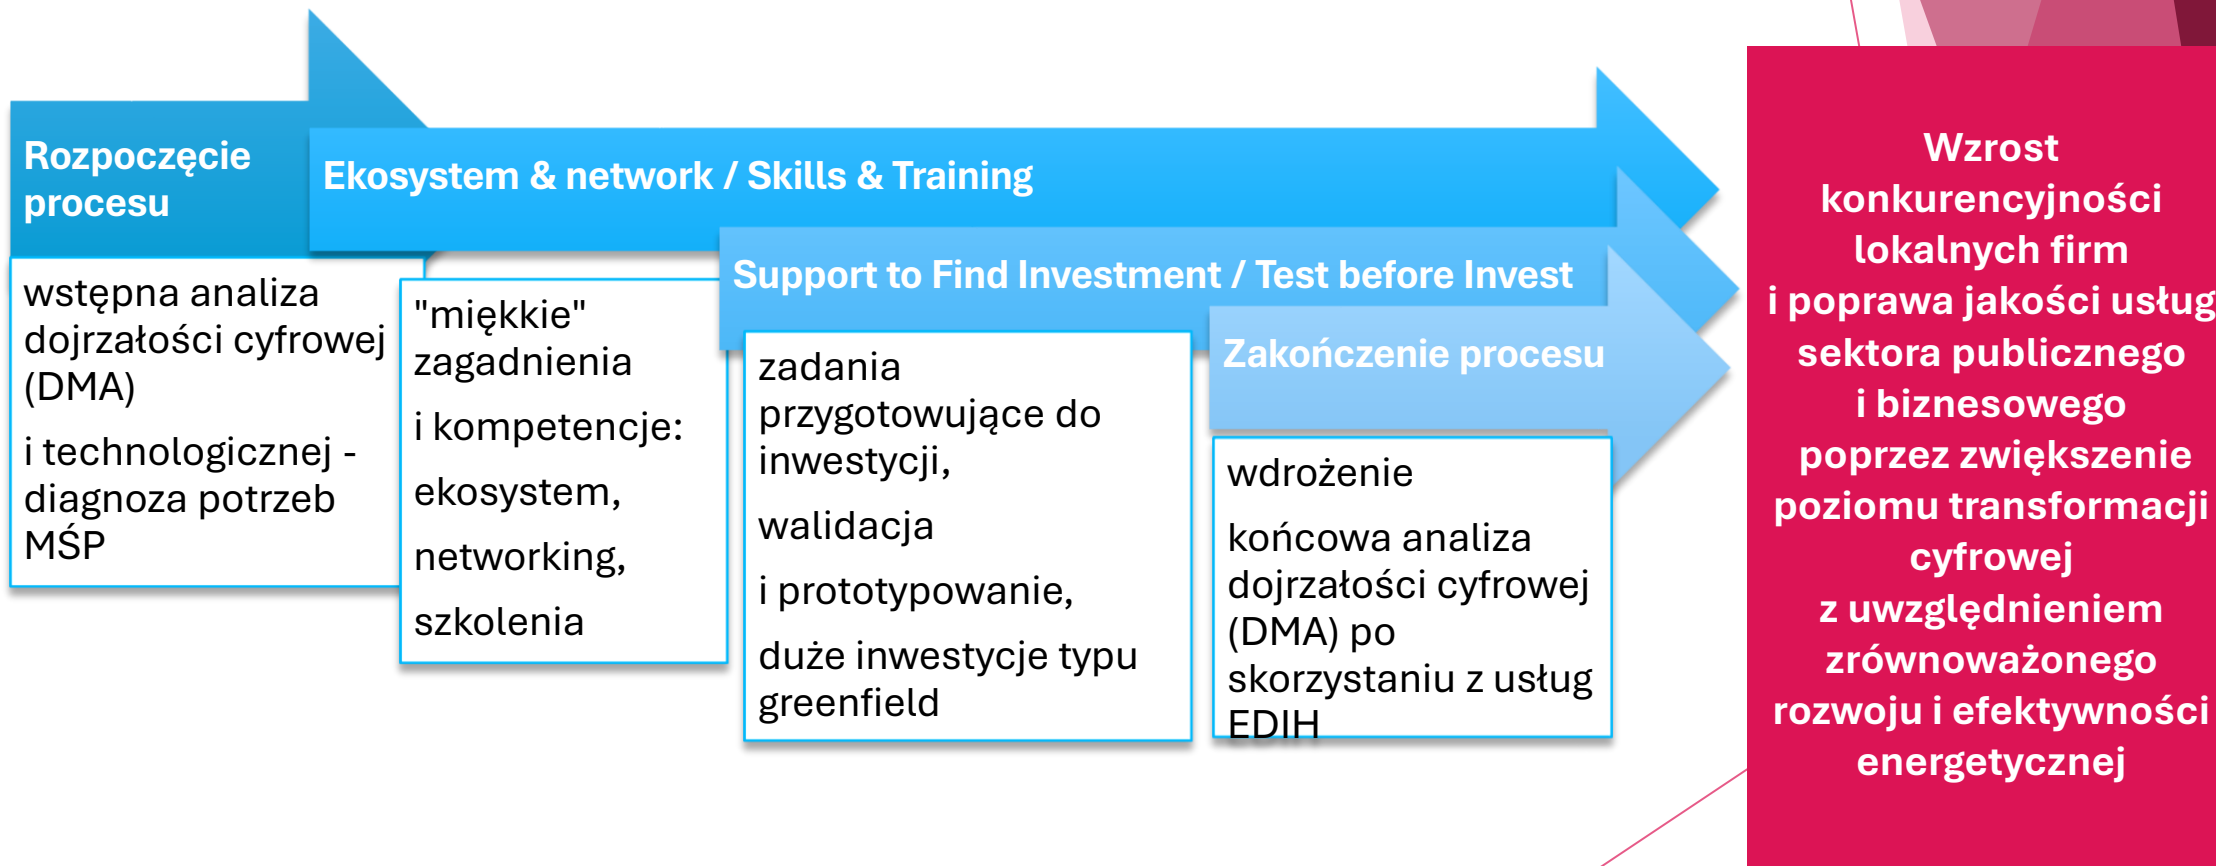 Rozpoczęcie
procesu
wstępna analiza
dojrzałości cyfrowej
(DMA)
i technologicznej -
diagnoza potrzeb
MŚP
Ekosystem & network / Skills & Training
"miękkie"
zagadnienia
i kompetencje:
ekosystem,
networking,
szkolenia
Support to Find Investment / Test before Invest
zadania
przygotowujące do
inwestycji,
walidacja
i prototypowanie,
duże inwestycje typu
greenfield
Zakończenie procesu
wdrożenie
końcowa analiza
dojrzałości cyfrowej
(DMA) po
skorzystaniu z usług
EDIH
Wzrost
konkurencyjności
lokalnych firm
i poprawa jakości usług
sektora publicznego
i biznesowego
poprzez zwiększenie
poziomu transformacji
cyfrowej
z uwzględnieniem
zrównoważonego
rozwoju i efektywności
energetycznej